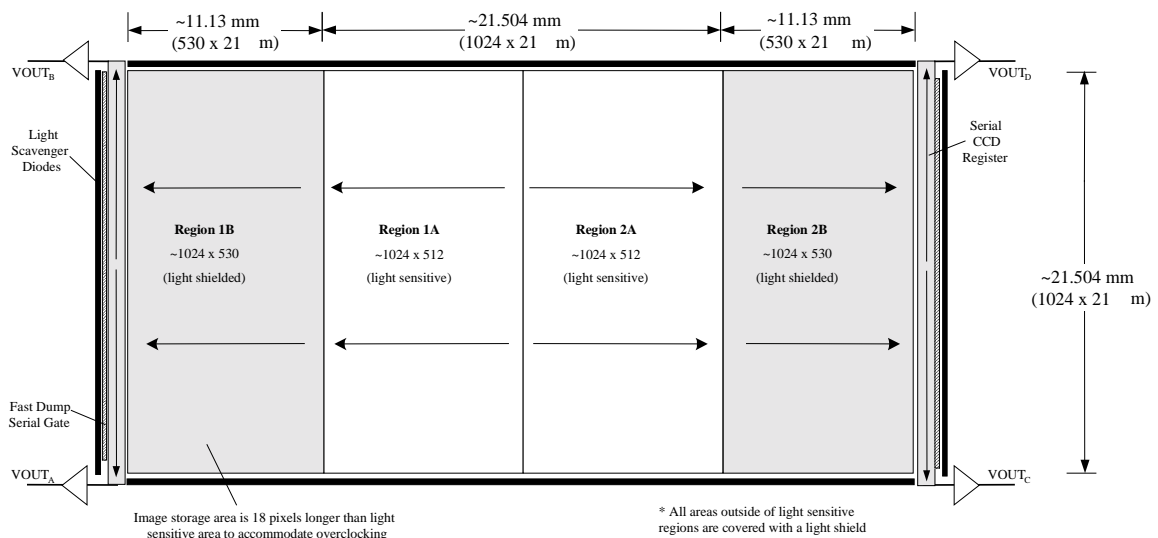 ~11.13 mm
(530 x 21 m)
~21.504 mm
(1024 x 21 m)
~11.13 mm
(530 x 21 m)
VOUTB
VOUTD
Light
Scavenger
Diodes
Serial
CCD
Register
Region 1B
~1024 x 530
(light shielded)
Region 1A
~1024 x 512
(light sensitive)
Region 2A
~1024 x 512
(light sensitive)
Region 2B
~1024 x 530
(light shielded)
~21.504 mm
(1024 x 21 m)
Fast Dump
Serial Gate
VOUTA
VOUTC
Image storage area is 18 pixels longer than light
sensitive area to accommodate overclocking
* All areas outside of light sensitive
regions are covered with a light shield